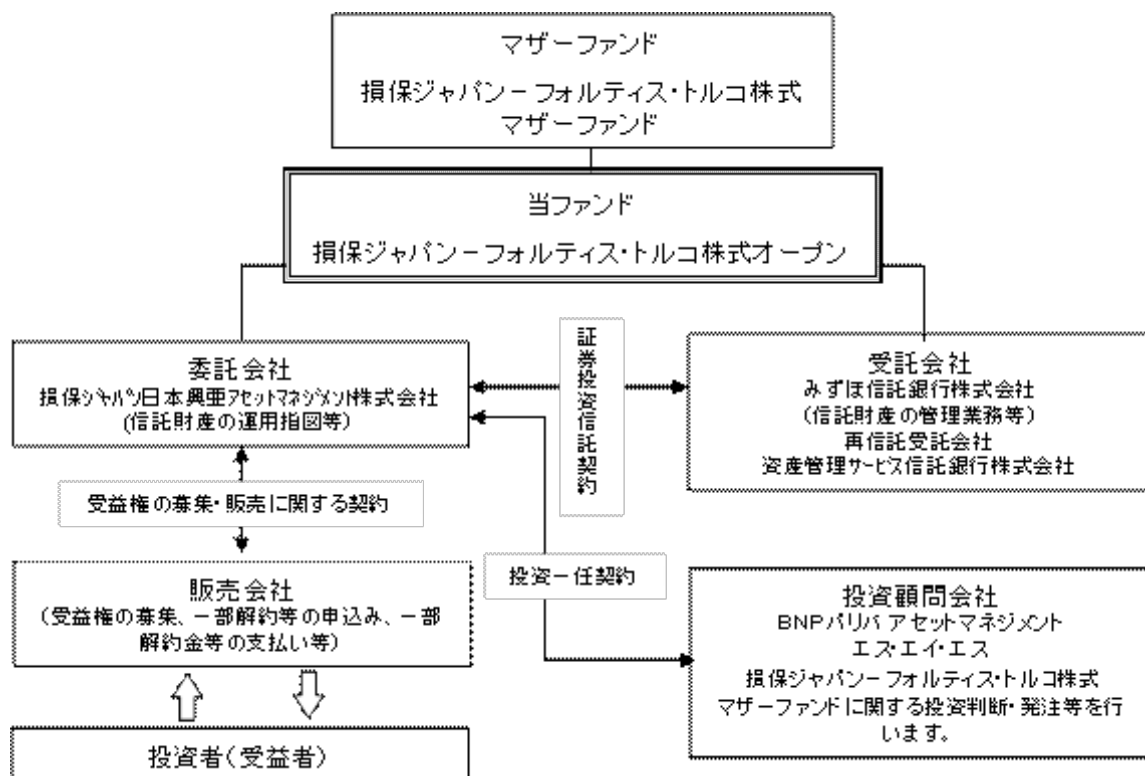 マザーファンド
損保ジャパン－フォルティス・トルコ株式
マザーファンド
当ファンド
損保ジャパン－フォルティス・トルコ株式オープン
委託会社
損保ｼﾞｬﾊﾟﾝ日本興亜ｱｾｯﾄﾏﾈｼﾞﾒﾝﾄ株式会社
(信託財産の運用指図等)
証券投資信託契約
受託会社
みずほ信託銀行株式会社
(信託財産の管理業務等)
再信託受託会社
資産管理サービス信託銀行株式会社
受益権の募集・販売に関する契約
販売会社
(受益権の募集、一部解約等の申込み、一部
解約金等の支払い等)
投資一任契約
投資顧問会社
BNPパリバ アセットマネジメント
エス・エイ・エス
損保ジャパン－フォルティス・トルコ株式
マザーファンドに関する投資判断・発注等を行
います。
投資者(受益者)